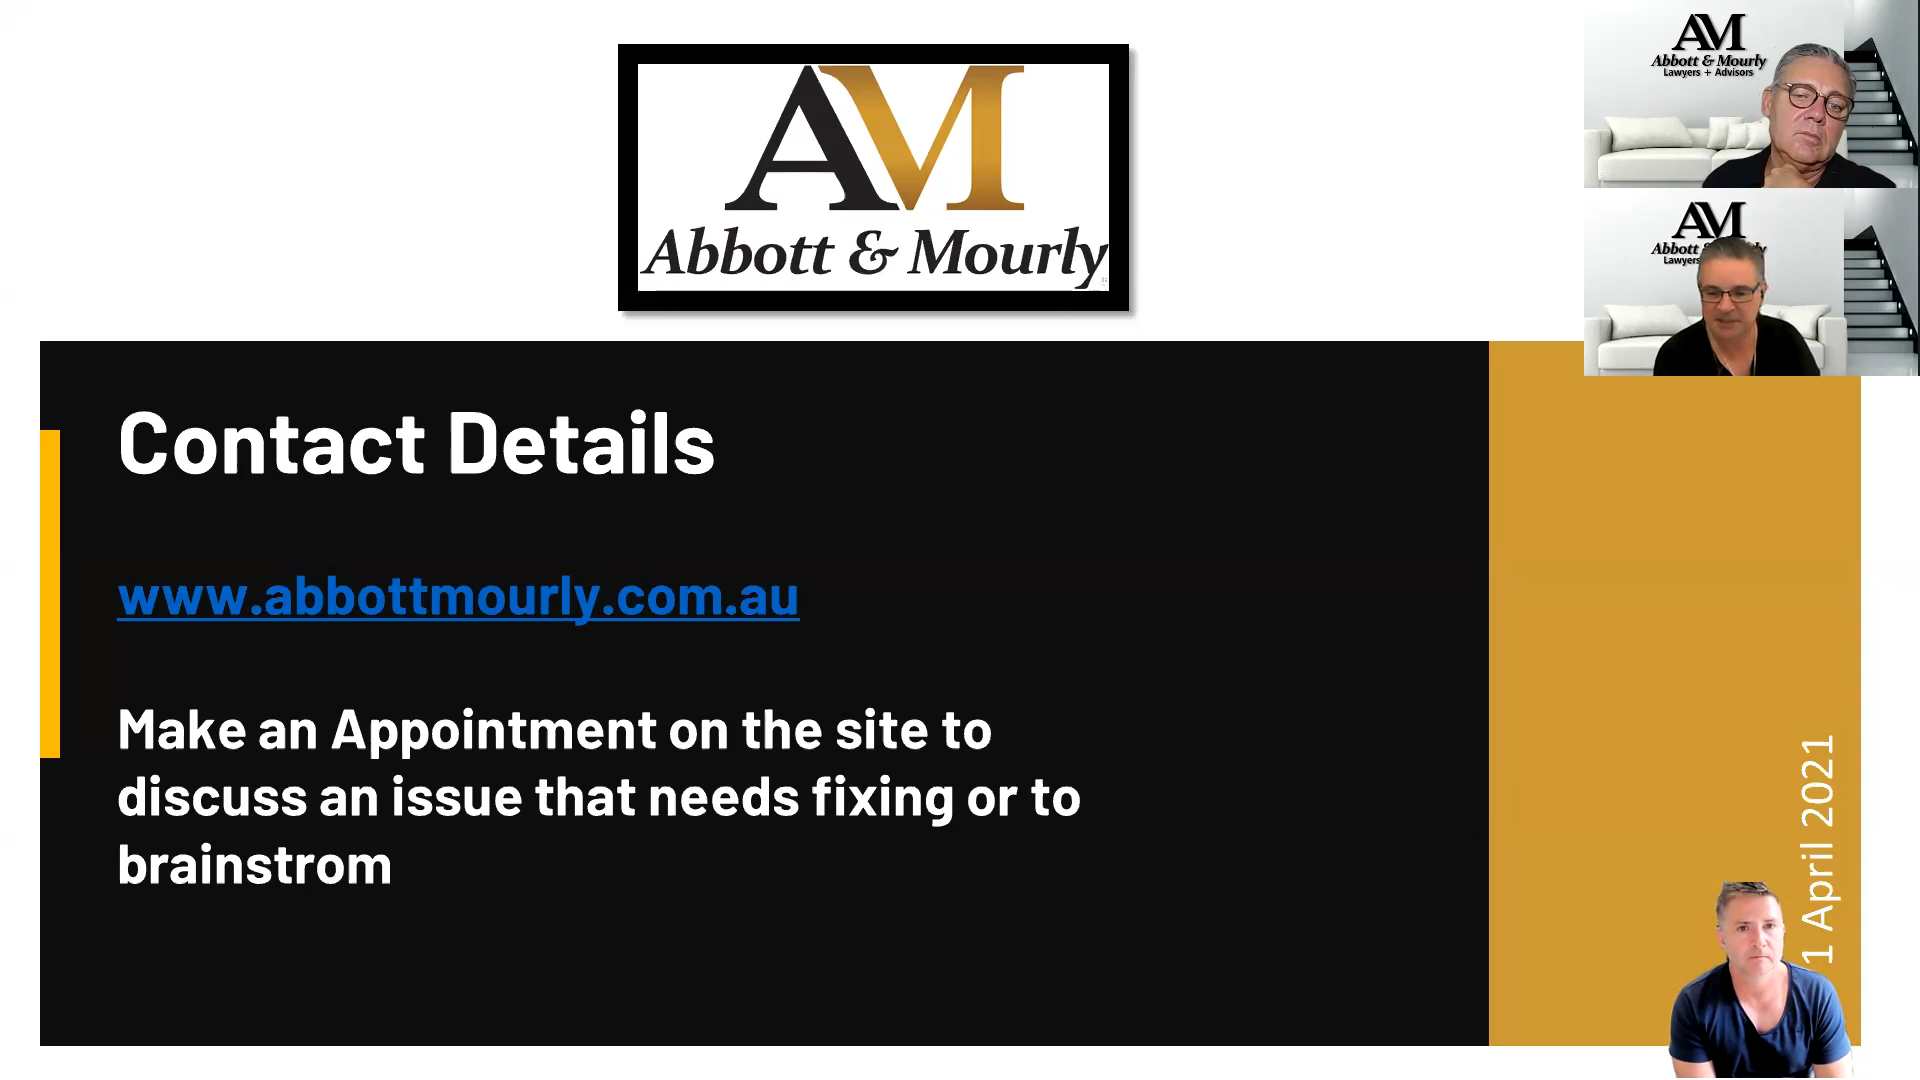 AM
Abbott & Mourly
AM
Abbott & Mourly
Lawyers + Advisors
AM
Abbott
Lawyers
Contact Details
www.abbottmourly.com.au
Make an Appointment on the site to
discuss an issue that needs fixing or to
brainstrom
1 April 2021